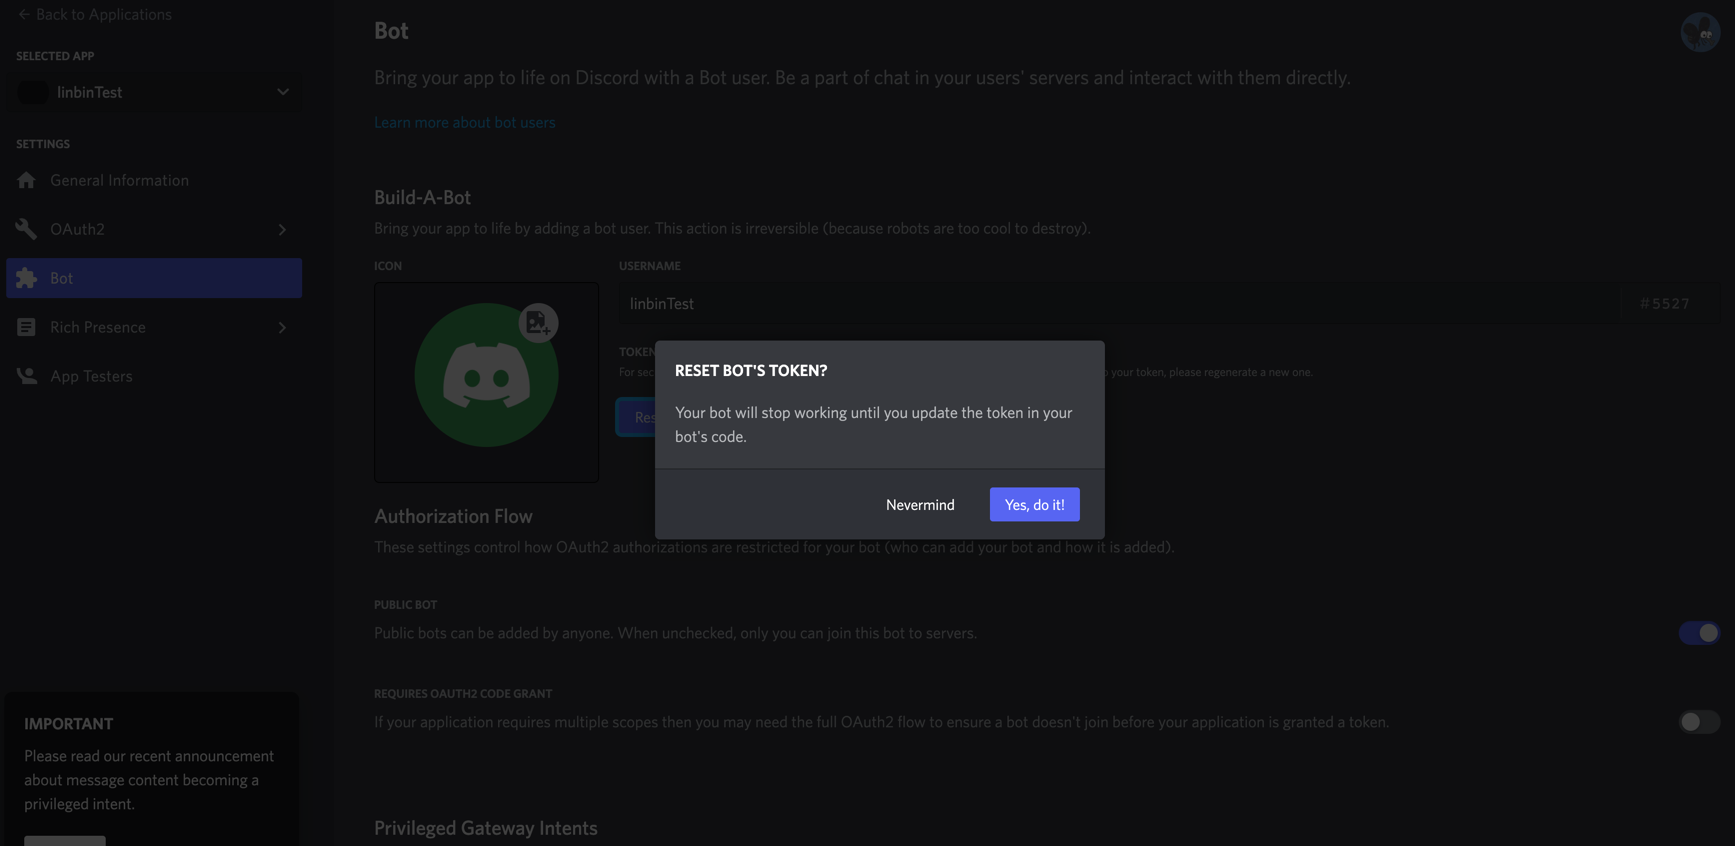 ← Back to Applications
SELECTED APP
linbinTest
SETTINGS
General Information
OAuth2
Bot
Rich Presence
App Testers
IMPORTANT
Please read our recent announcement
about message content becoming a
privileged intent.
Bot
Bring your app to life on Discord with a Bot user. Be a part of chat in your users' servers and interact with them directly.
Learn more about bot users
Build-A-Bot
Bring your app to life by adding a bot user. This action is irreversible (because robots are too cool to destroy).
ICON
USERNAME
linbinTest
#5527
your token, please regenerate a new one.
RESET BOT'S TOKEN?
Your bot will stop working until you update the token in your
bot's code.
Nevermind
Yes, do it!
Authorization Flow
These settings control how OAuth2 authorizations are restricted for your bot (who can add your bot and how it is added).
PUBLIC BOT
Public bots can be added by anyone. When unchecked, only you can join this bot to servers.
REQUIRES OAUTH2 CODE GRANT
If your application requires multiple scopes then you may need the full OAuth2 flow to ensure a bot doesn't join before your application is granted a token.
Privileged Gateway Intents